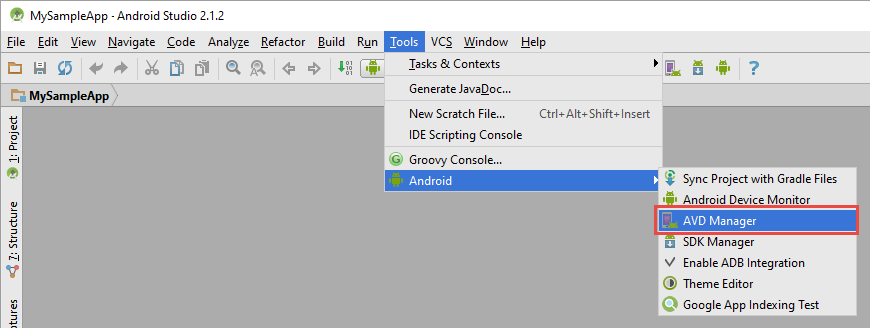 MySampleApp - Android Studio 2.1.2
File Edit View Navigate Code Analyze Refactor Build Run Tools VCS Window Help
MySampleApp
Tasks & Contexts
Generate JavaDoc...
New Scratch File... Ctrl+Alt+Shift+Insert
IDE Scripting Console
Groovy Console...
Android
Sync Project with Gradle Files
Android Device Monitor
AVD Manager
SDK Manager
Enable ADB Integration
Theme Editor
Google App Indexing Test
1: Project
7: Structure